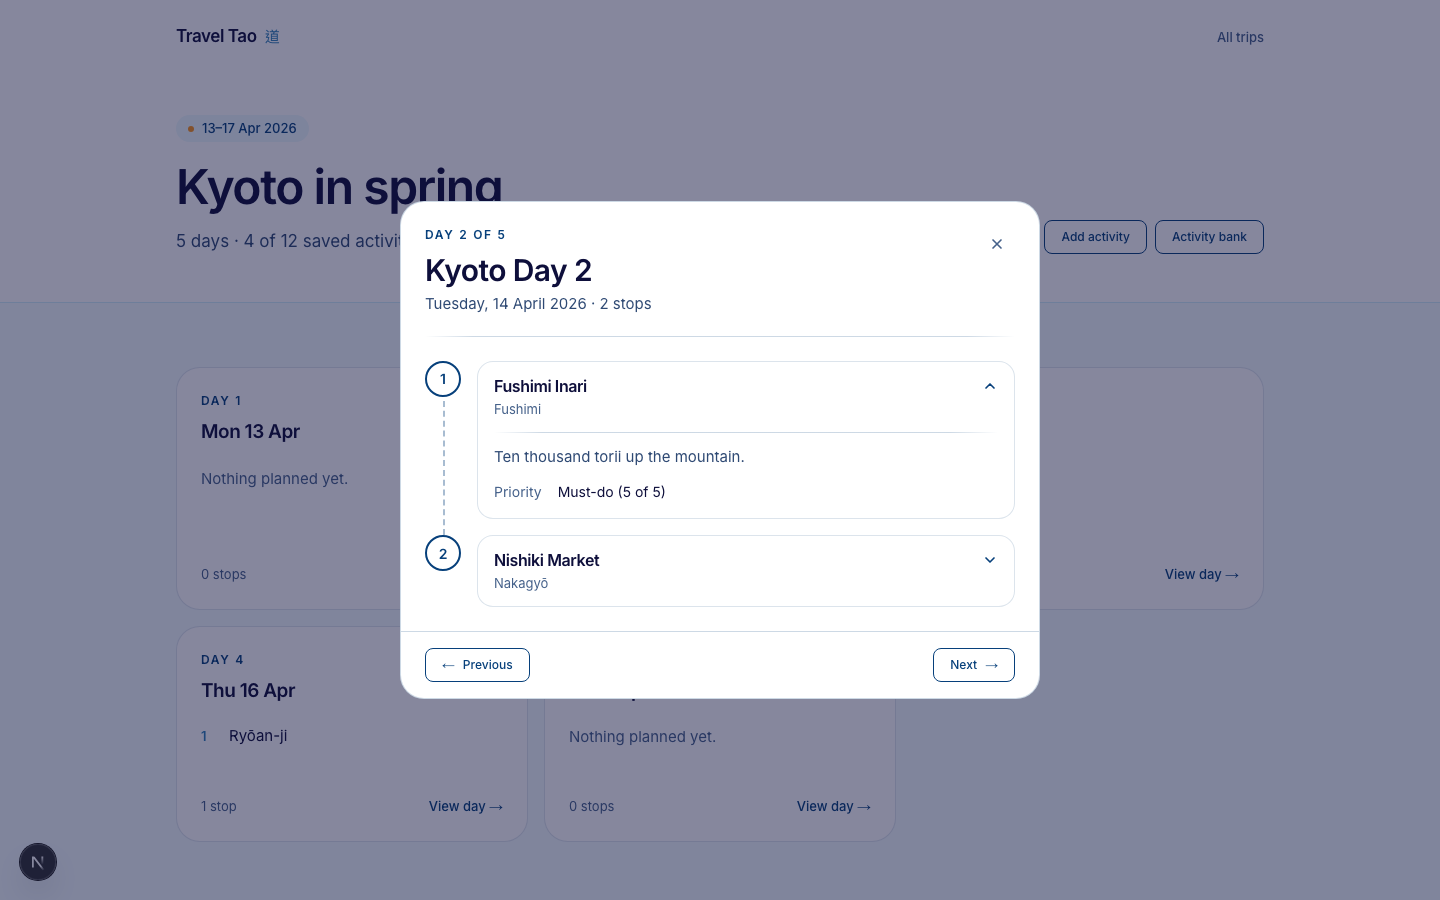 Travel Tao 道
All trips
13–17 Apr 2026
Kyoto in spring
5 days · 4 of 12 saved
Add activity
Activity bank
DAY 2 OF 5
×
Kyoto Day 2
Tuesday, 14 April 2026 · 2 stops
1
Fushimi Inari
Fushimi
Ten thousand torii up the mountain.
Priority Must-do (5 of 5)
2
Nishiki Market
Nakagyō
← Previous
Next →
DAY 1
Mon 13 Apr
Nothing planned yet.
0 stops
View day →
DAY 4
Thu 16 Apr
1 Ryōan-ji
1 stop
View day →
Nothing planned yet.
0 stops
View day →
N